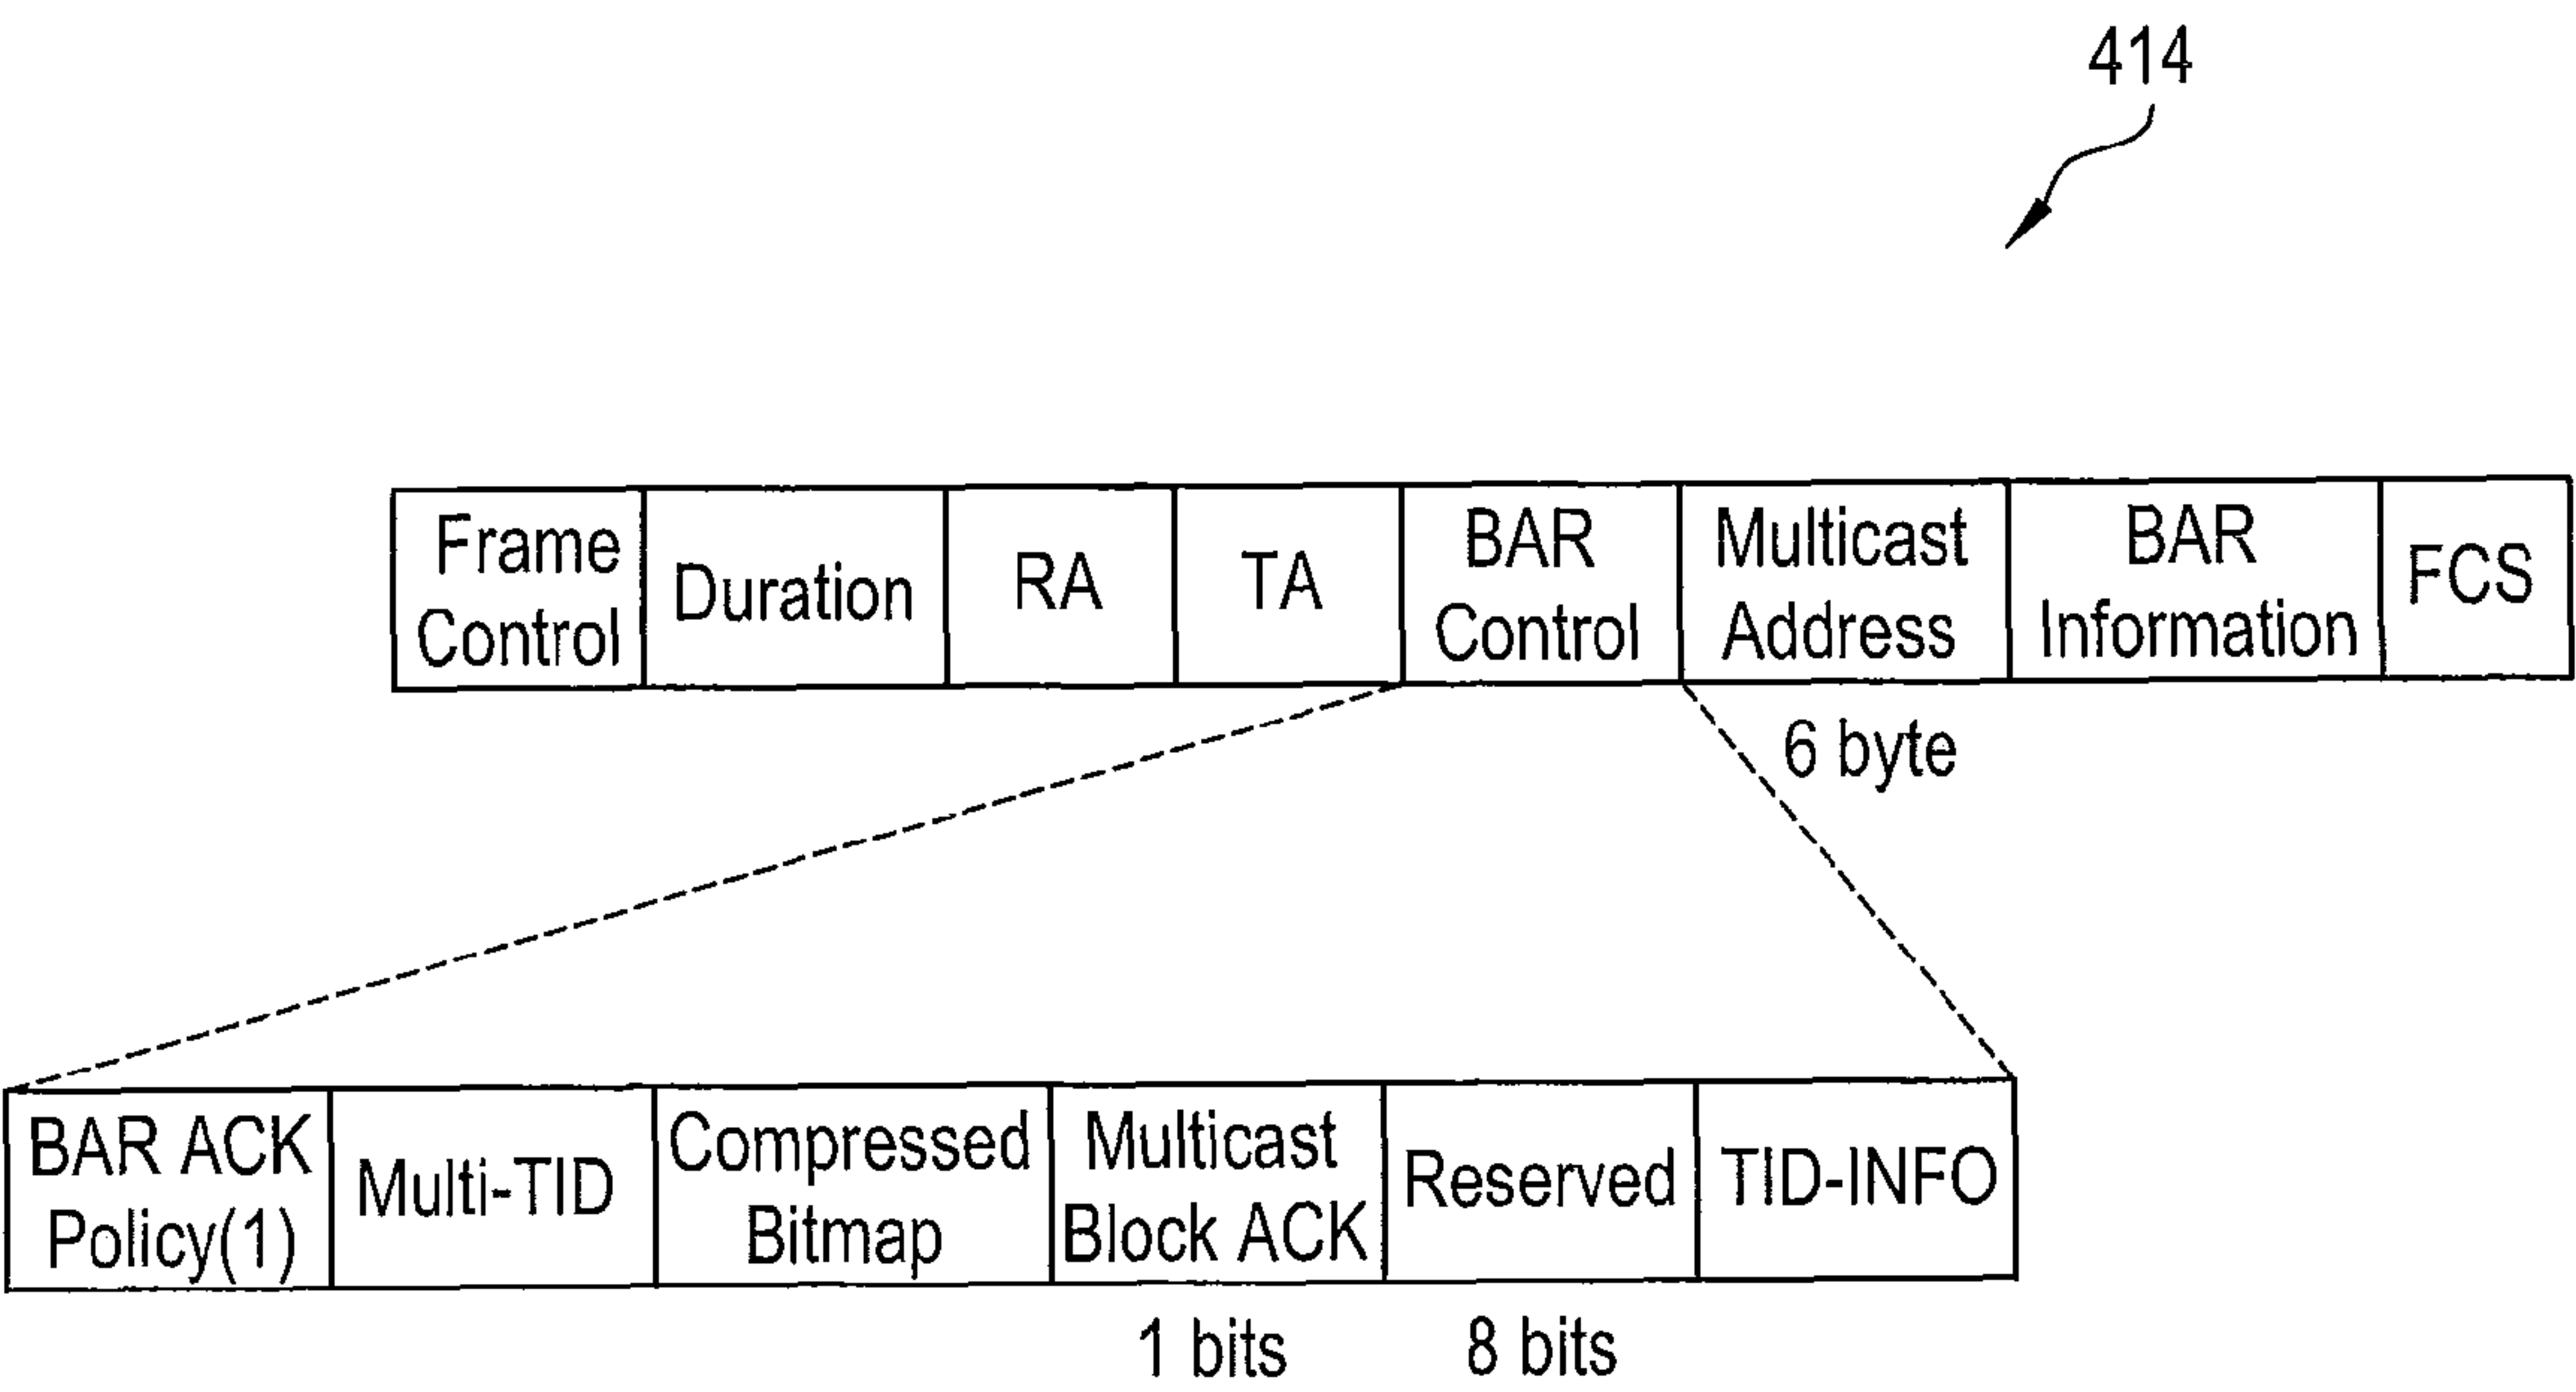 414
Frame
Control
Duration
RA
TA
BAR
Control
Multicast
Address
BAR
Information
FCS
6 byte
BAR ACK
Policy(1)
Multi-TID
Compressed
Bitmap
Multicast
Block ACK
Reserved
TID-INFO
1 bits
8 bits